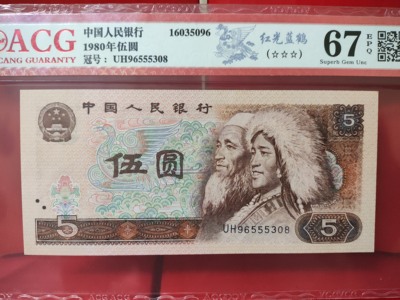 ACG
CANG GUARANTY
中国人民银行
1980年伍圆
冠号：UH96555308
16035096
红光蓝鹤
(☆☆☆)
67 EPQ
Superb Gem Unc
中国人民银行
5
伍圆
5
5
UH96555308